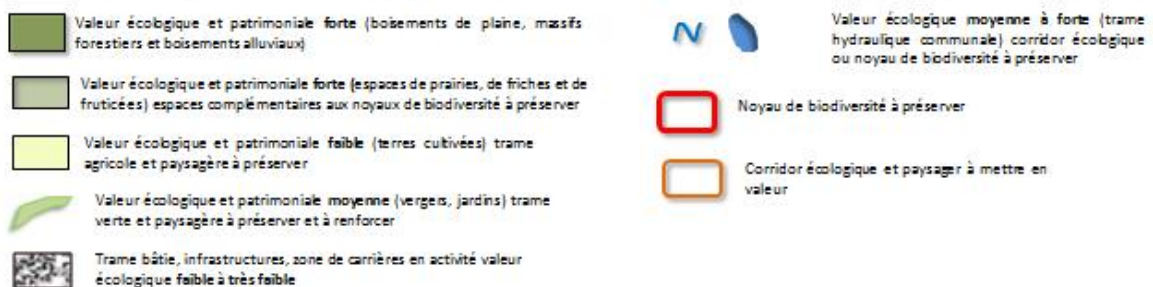 Valeur écologique et patrimoniale forte (boisements de plaine, massifs
forestiers et boisements alluviaux)
Valeur écologique et patrimoniale forte (espaces de prairies, de friches et de
fruticées) espaces complémentaires aux noyaux de biodiversité à préserver
Valeur écologique et patrimoniale faible (terres cultivées) trame
agricole et paysagère à préserver
Valeur écologique et patrimoniale moyenne (vergers, jardins) trame
verte et paysagère à préserver et à renforcer
Trame bâtie, infrastructures, zone de carrières en activité valeur
écologique faible à très faible
Valeur écologique moyenne à forte (trame
hydraulique communale) corridor écologique
ou noyau de biodiversité à préserver
Noyau de biodiversité à préserver
Corridor écologique et paysager à mettre en
valeur